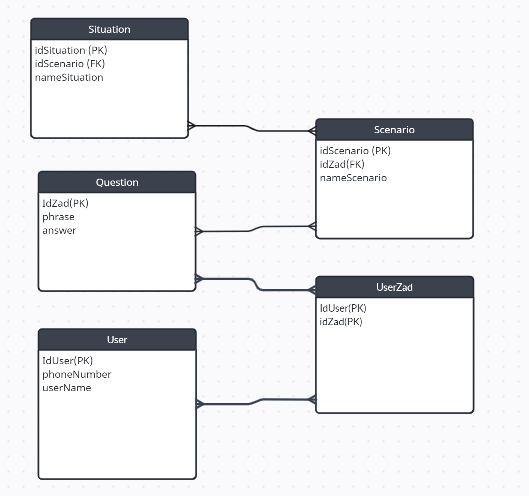 Situation
idSituation (PK)
idScenario (FK)
nameSituation
Scenario
idScenario (PK)
idZad(FK)
nameScenario
Question
IdZad(PK)
phrase
answer
UserZad
IdUser(PK)
idZad(PK)
User
IdUser(PK)
phoneNumber
userName